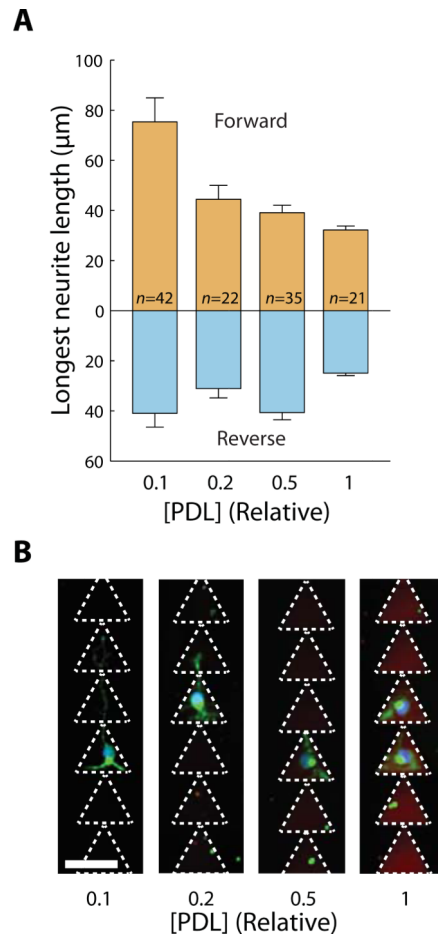 A
Longest neurite length (μm)
100
80
60
40
20
0
20
40
60
Forward
n=42 n=22 n=35 n=21
Reverse
0.1 0.2 0.5 1
[PDL] (Relative)
B
0.1 0.2 0.5 1
[PDL] (Relative)